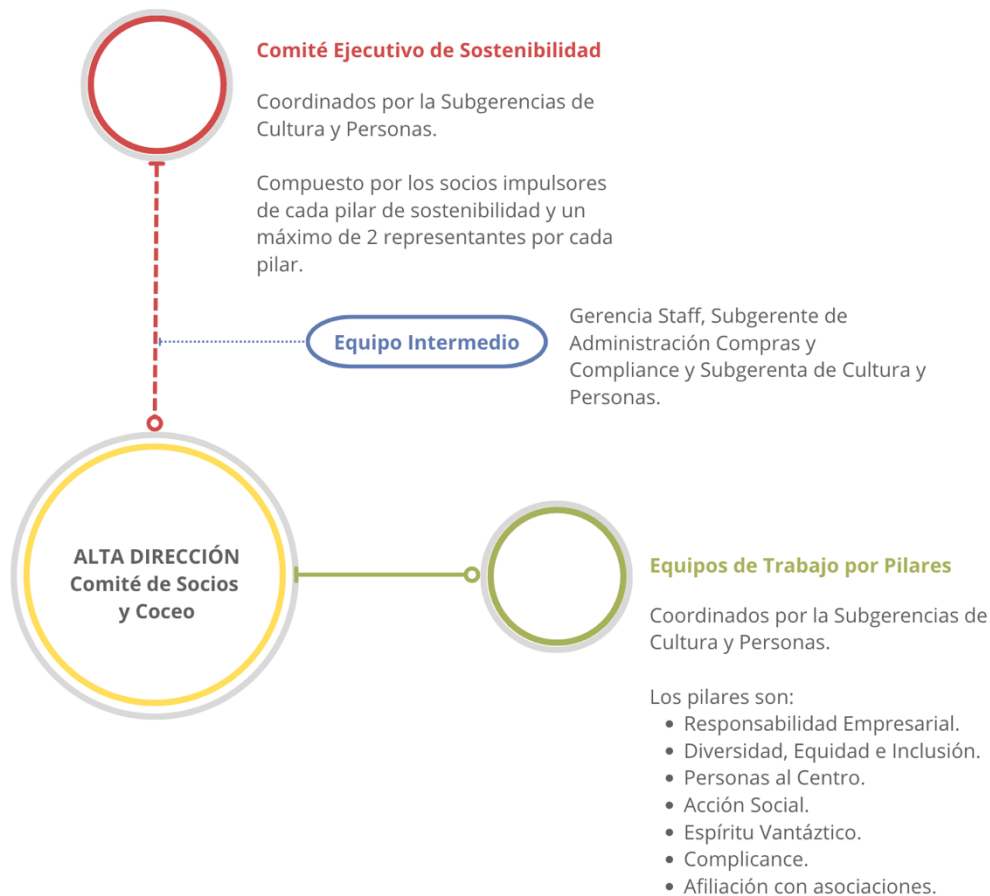 Comité Ejecutivo de Sostenibilidad
Coordinados por la Subgerencias de
Cultura y Personas.
Compuesto por los socios impulsores
de cada pilar de sostenibilidad y un
máximo de 2 representantes por cada
pilar.
Equipo Intermedio
Gerencia Staff, Subgerente de
Administración Compras y
Compliance y Subgerenta de Cultura y
Personas.
ALTA DIRECCIÓN
Comité de Socios
y Coceo
Equipos de Trabajo por Pilares
Coordinados por la Subgerencias de
Cultura y Personas.
Los pilares son:
• Responsabilidad Empresarial.
• Diversidad, Equidad e Inclusión.
• Personas al Centro.
• Acción Social.
• Espíritu Vantáztico.
• Complicance.
• Afiliación con asociaciones.